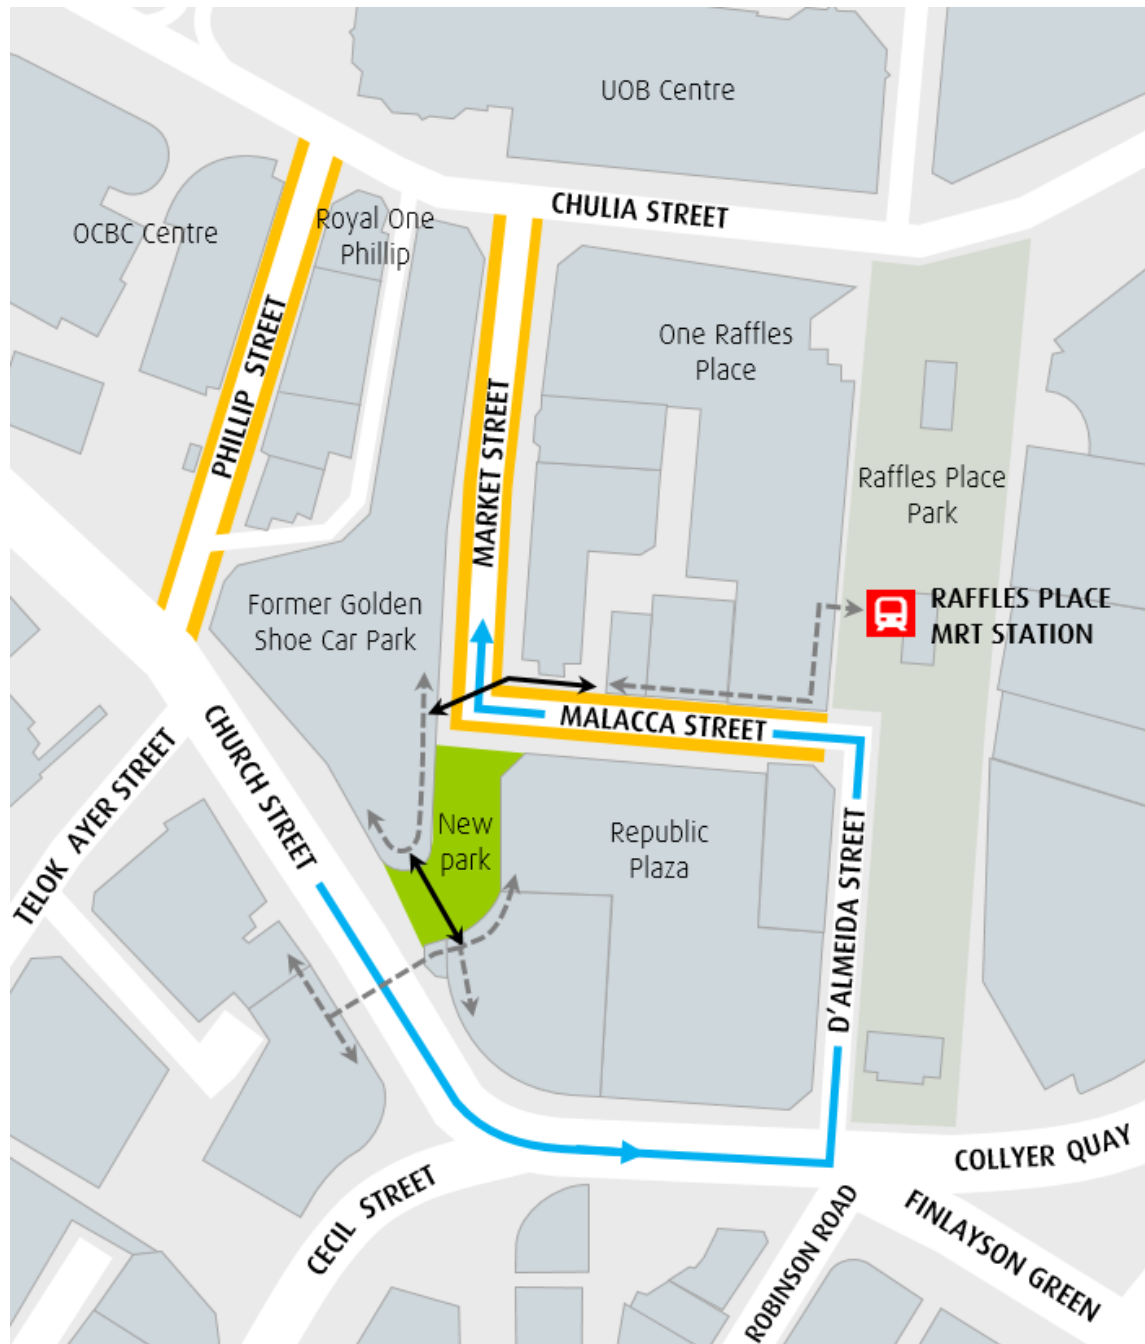 UOB Centre
CHULIA STREET
OCBC Centre
Royal One
Phillip
PHILLIP STREET
One Raffles
Place
MARKET STREET
Raffles Place
Park
Former Golden
Shoe Car Park
RAFFLES PLACE
MRT STATION
MALACCA STREET
CHURCH STREET
TELOK AYER STREET
New
park
Republic
Plaza
D'ALMEIDA STREET
COLLYER QUAY
CECIL STREET
ROBINSON ROAD
FINLAYSON GREEN